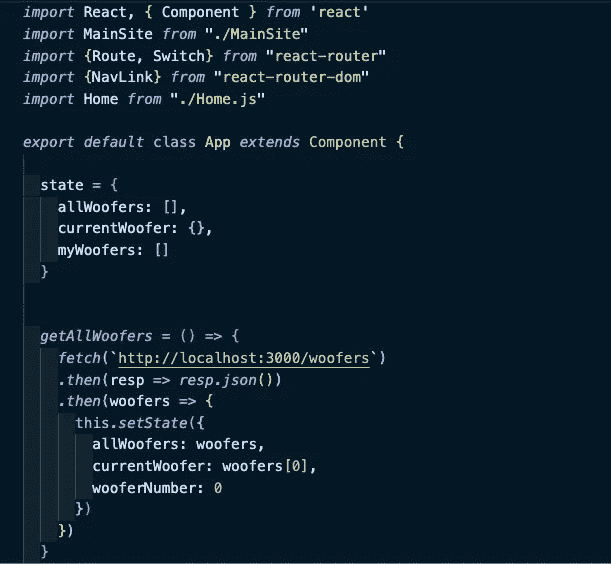 import React, { Component } from 'react'
import MainSite from "./MainSite"
import {Route, Switch} from "react-router"
import {NavLink} from "react-router-dom"
import Home from "./Home.js"
export default class App extends Component {
state = {
allWoofers: [],
currentWoofer: {},
myWoofers: []
}
getAllWoofers = () => {
fetch(`http://localhost:3000/woofers`)
.then(resp => resp.json())
.then(woofers => {
this.setState({
allWoofers: woofers,
currentWoofer: woofers[0],
wooferNumber: 0
})
})
}